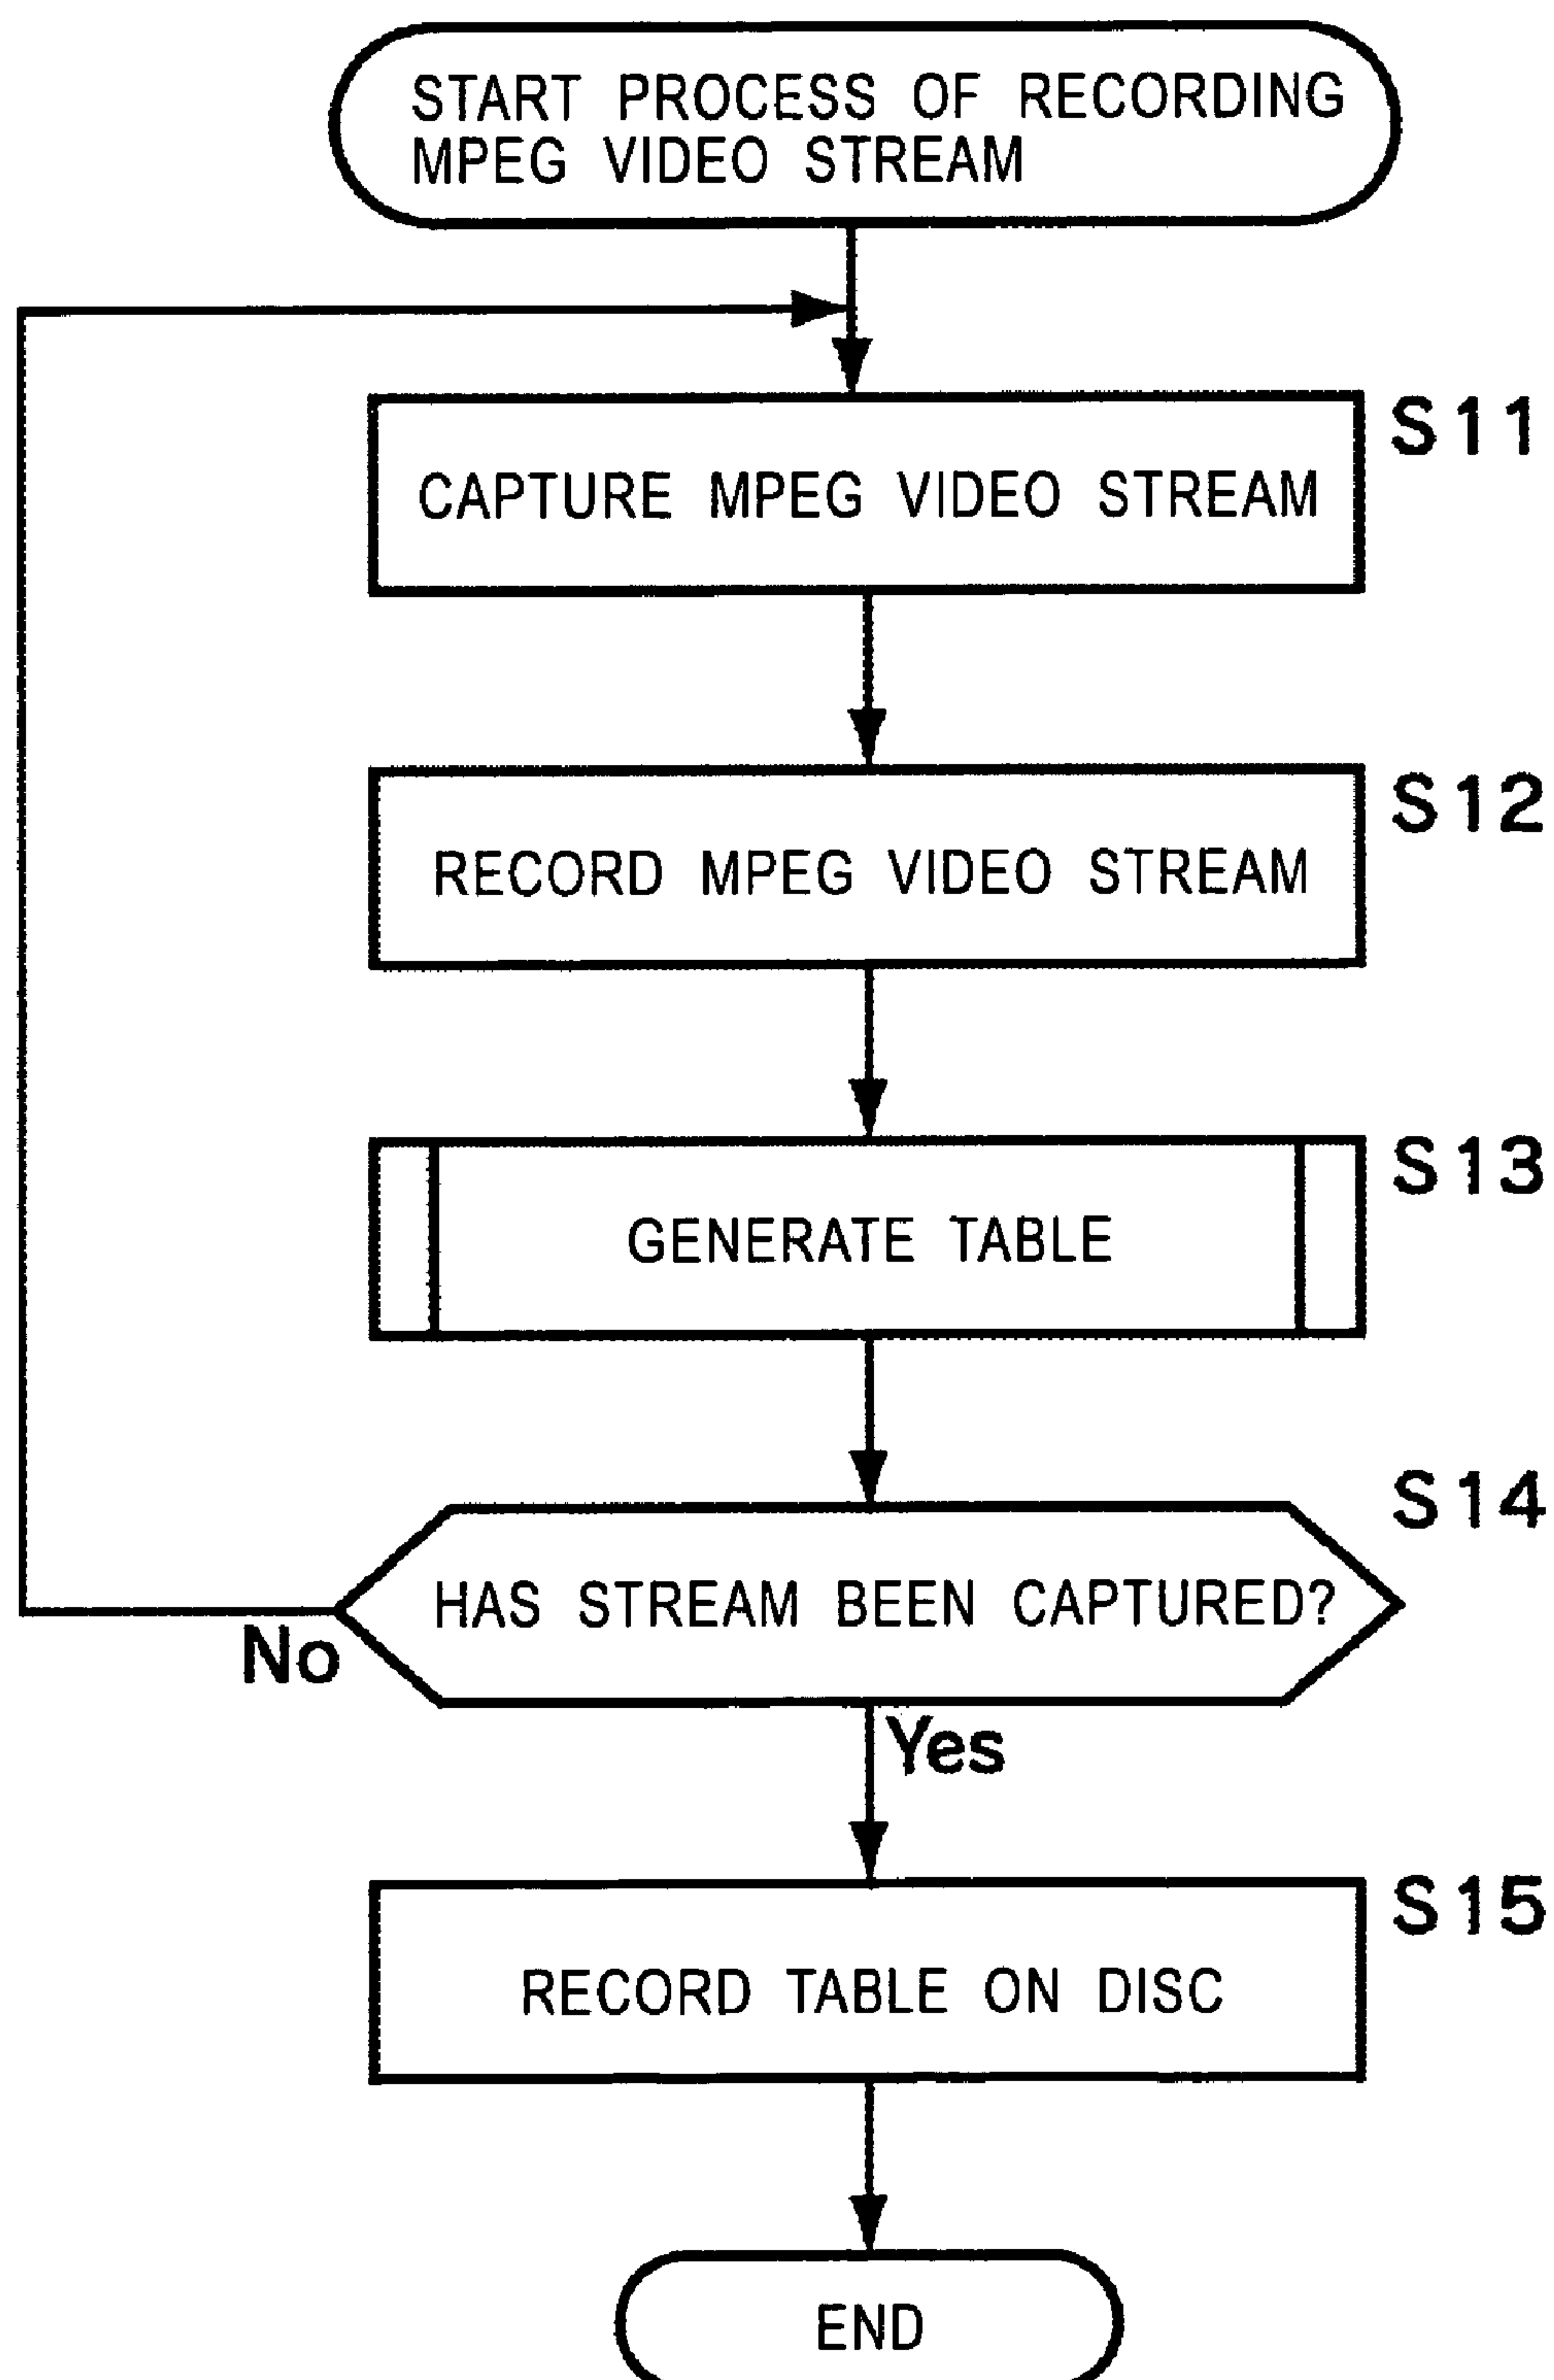 START PROCESS OF RECORDING
MPEG VIDEO STREAM
S11
CAPTURE MPEG VIDEO STREAM
S12
RECORD MPEG VIDEO STREAM
S13
GENERATE TABLE
S14
HAS STREAM BEEN CAPTURED?
No
Yes
S15
RECORD TABLE ON DISC
END